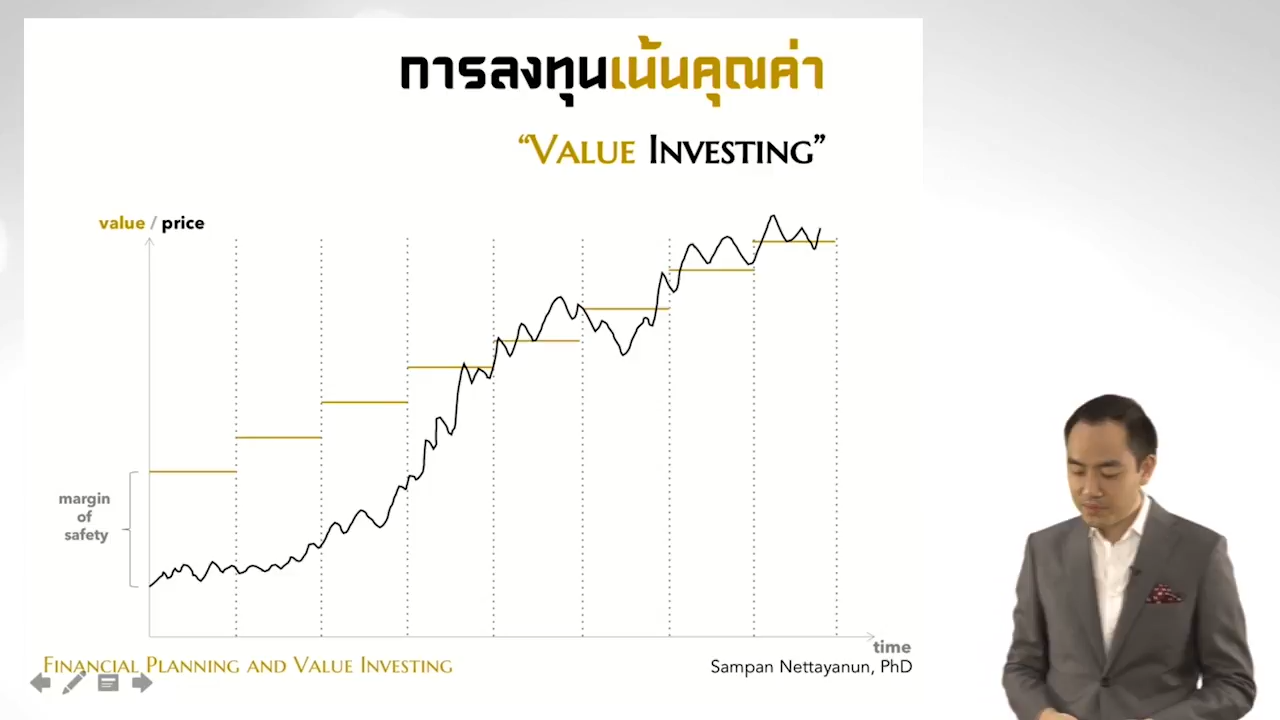 การลงทุนเน้นคุณค่า
“VALUE INVESTING”
value / price
margin
of
safety
time
FINANCIAL PLANNING AND VALUE INVESTING
Sampan Nettayanun, PhD